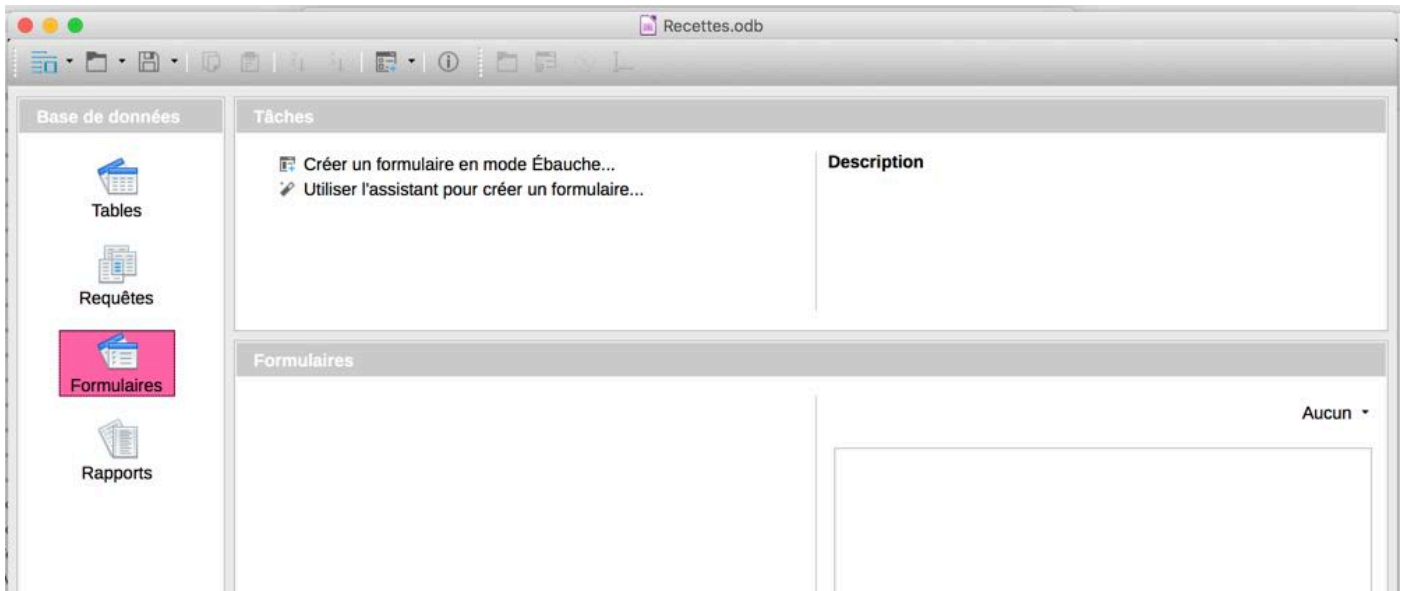 Recettes.odb
Base de données
Tables
Requêtes
Formulaires
Rapports
Tâches
Créer un formulaire en mode Ébauche...
Utiliser l'assistant pour créer un formulaire...
Description
Formulaires
Aucun